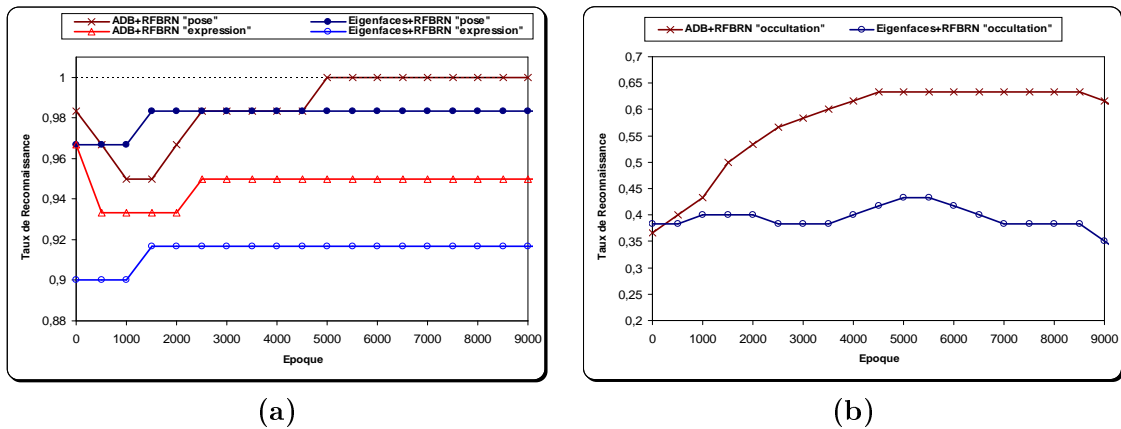 ADB+RFBRN "pose"
Eigenfaces+RFBRN "pose"
ADB+RFBRN "expression"
Eigenfaces+RFBRN "expression"
Taux de Reconnaissance
1
0,98
0,96
0,94
0,92
0,9
0,88
0 1000 2000 3000 4000 5000 6000 7000 8000 9000
Epoque
(a)
ADB+RFBRN "occultation"
Eigenfaces+RFBRN "occultation"
Taux de Reconnaissance
0,7
0,65
0,6
0,55
0,5
0,45
0,4
0,35
0,3
0,25
0,2
0 1000 2000 3000 4000 5000 6000 7000 8000 9000
Epoque
(b)